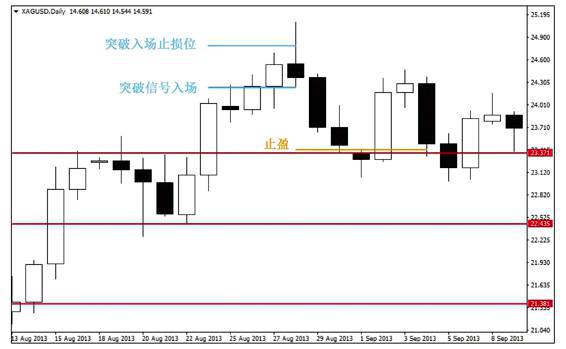 XAGUSD,Daily 14.608 14.610 14.544 14.591
25.195
24.900
24.600
24.305
24.010
23.710
23.371
23.120
22.820
22.575
22.435
22.225
21.930
21.635
21.381
21.040
突破入场止损位
突破信号入场
止盈
13 Aug 2013
15 Aug 2013
18 Aug 2013
20 Aug 2013
22 Aug 2013
25 Aug 2013
27 Aug 2013
29 Aug 2013
1 Sep 2013
3 Sep 2013
5 Sep 2013
8 Sep 2013